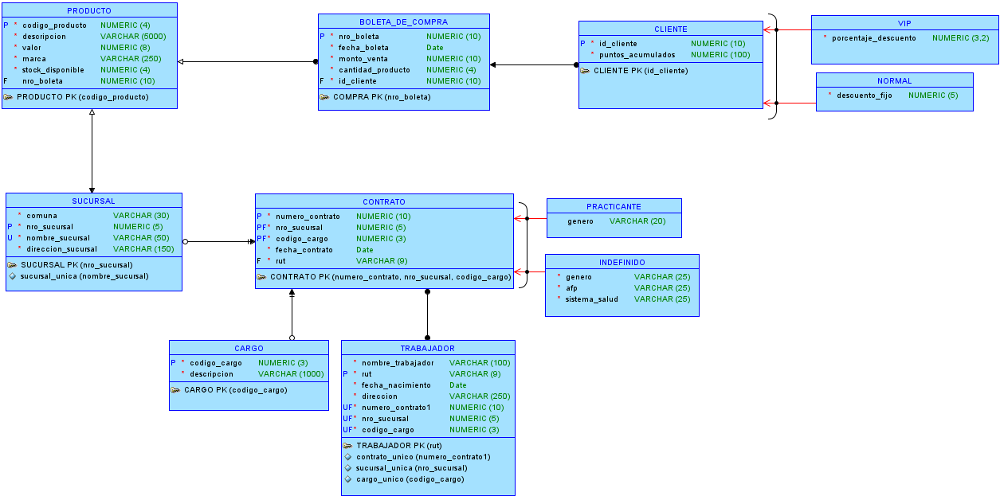 PRODUCTO
P * codigo_producto NUMERIC (4)
* descripcion VARCHAR (5000)
* valor NUMERIC (8)
* marca VARCHAR (250)
* stock_disponible NUMERIC (4)
F nro_boleta NUMERIC (10)
PRODUCTO PK (codigo_producto)
BOLETA_DE_COMPRA
P * nro_boleta NUMERIC (10)
* fecha_boleta Date
* monto_venta NUMERIC (10)
* cantidad_producto NUMERIC (4)
F * id_cliente NUMERIC (10)
COMPRA PK (nro_boleta)
CLIENTE
P * id_cliente NUMERIC (10)
* puntos_acumulados NUMERIC (100)
CLIENTE PK (id_cliente)
VIP
* porcentaje_descuento NUMERIC (3,2)
NORMAL
* descuento_fijo NUMERIC (5)
SUCURSAL
* comuna VARCHAR (30)
P * nro_sucursal NUMERIC (5)
U * nombre_sucursal VARCHAR (50)
* direccion_sucursal VARCHAR (150)
SUCURSAL PK (nro_sucursal)
sucursal_unica (nombre_sucursal)
CONTRATO
P * numero_contrato NUMERIC (10)
PF* nro_sucursal NUMERIC (5)
PF* codigo_cargo NUMERIC (3)
* fecha_contrato Date
F * rut VARCHAR (9)
CONTRATO PK (numero_contrato, nro_sucursal, codigo_cargo)
PRACTICANTE
genero VARCHAR (20)
INDEFINIDO
* genero VARCHAR (25)
* afp VARCHAR (25)
* sistema_salud VARCHAR (25)
CARGO
P * codigo_cargo NUMERIC (3)
* descripcion VARCHAR (1000)
CARGO PK (codigo_cargo)
TRABAJADOR
* nombre_trabajador VARCHAR (100)
P * rut VARCHAR (9)
* fecha_nacimiento Date
* direccion VARCHAR (250)
UF* numero_contrato1 NUMERIC (10)
UF* nro_sucursal NUMERIC (5)
UF* codigo_cargo NUMERIC (3)
TRABAJADOR PK (rut)
contrato_unico (numero_contrato1)
sucursal_unica (nro_sucursal)
cargo_unico (codigo_cargo)